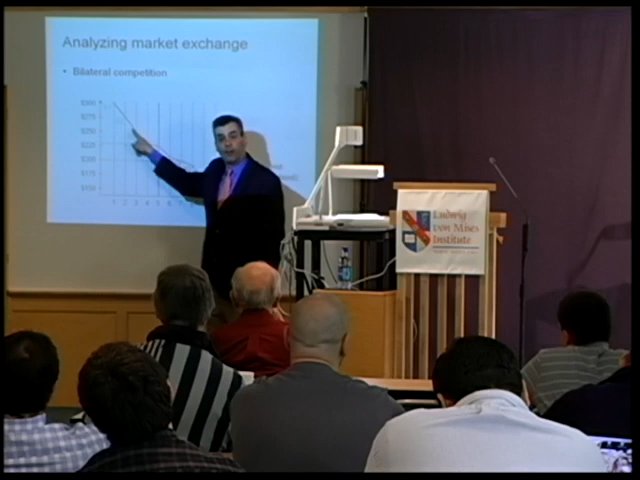 Analyzing market exchange
• Bilateral competition
$300
$275
$250
$225
$200
$175
$150
1 2 3 4 5 6
Ludwig
von Mises
Institute